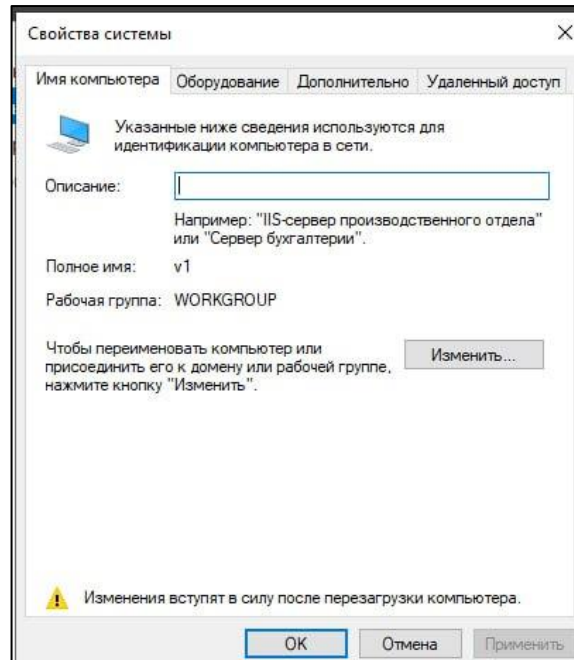 Свойства системы
Имя компьютера Оборудование Дополнительно Удаленный доступ
Указанные ниже сведения используются для
идентификации компьютера в сети.
Описание:
Например: "IIS-сервер производственного отдела"
или "Сервер бухгалтерии".
Полное имя: v1
Рабочая группа: WORKGROUP
Чтобы переименовать компьютер или
присоединить его к домену или рабочей группе,
нажмите кнопку "Изменить".
Изменить...
Изменения вступят в силу после перезагрузки компьютера.
OK Отмена Применить